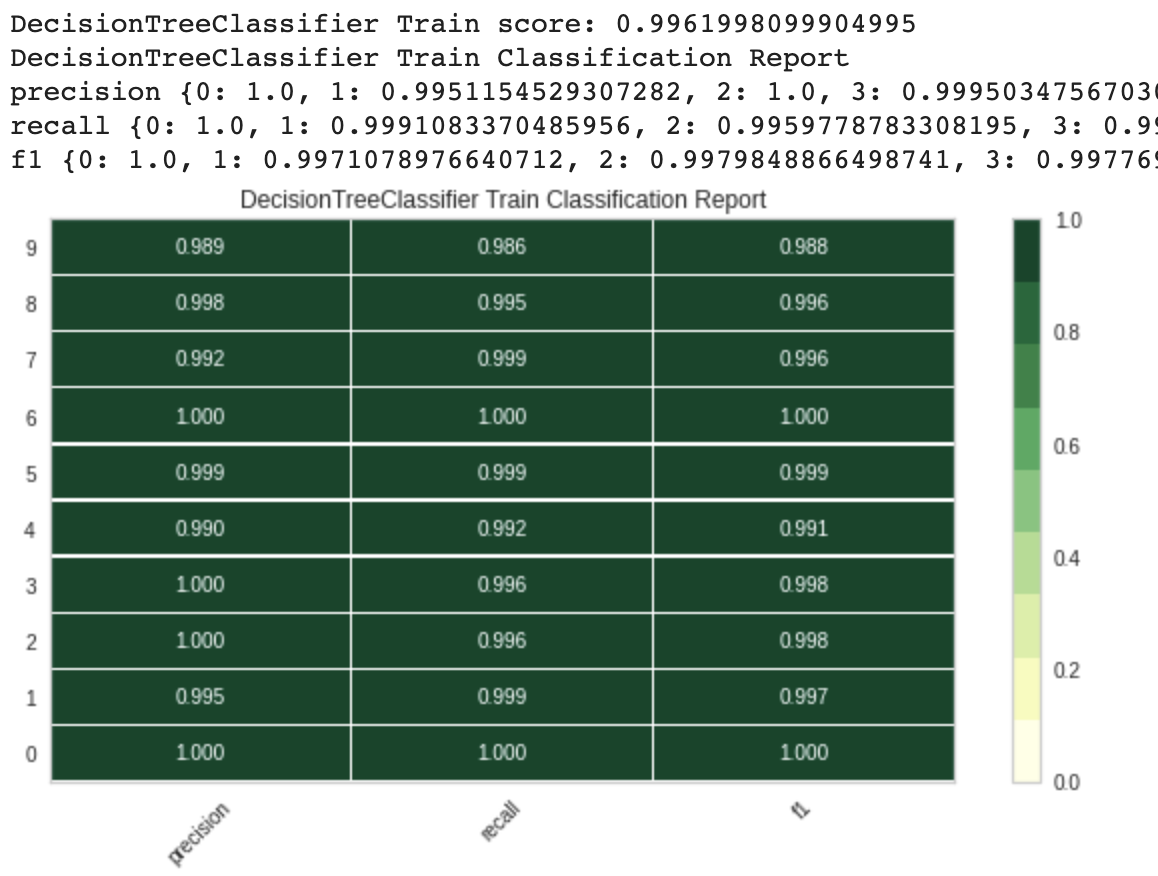 DecisionTreeClassifier Train score: 0.9961998099904995
DecisionTreeClassifier Train Classification Report
precision {0: 1.0, 1: 0.9951154529307282, 2: 1.0, 3: 0.99950347567030
recall {0: 1.0, 1: 0.9991083370485956, 2: 0.9959778783308195, 3: 0.99
f1 {0: 1.0, 1: 0.9971078976640712, 2: 0.9979848866498741, 3: 0.997769
DecisionTreeClassifier Train Classification Report
9 0.989 0.986 0.988
8 0.998 0.995 0.996
7 0.992 0.999 0.996
6 1.000 1.000 1.000
5 0.999 0.999 0.999
4 0.990 0.992 0.991
3 1.000 0.996 0.998
2 1.000 0.996 0.998
1 0.995 0.999 0.997
0 1.000 1.000 1.000
precision recall f1
1.0
0.8
0.6
0.4
0.2
0.0